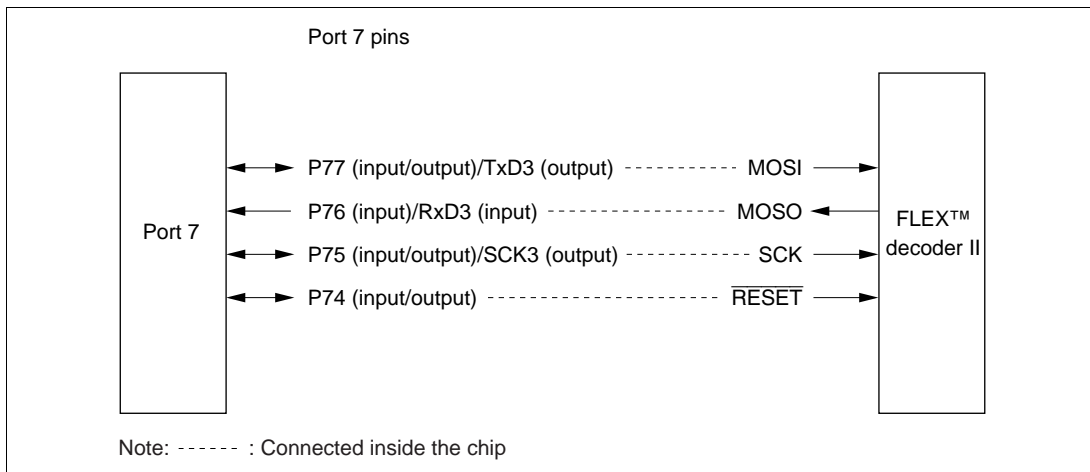 Port 7 pins
P77 (input/output)/TxD3 (output) MOSI
P76 (input)/RxD3 (input) MOSO
Port 7
FLEX™
decoder II
P75 (input/output)/SCK3 (output) SCK
P74 (input/output) RESET
Note: ------ : Connected inside the chip